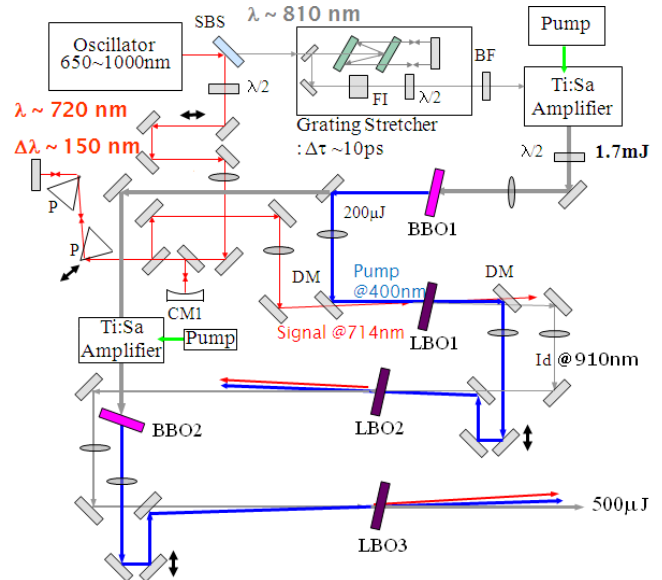 λ ~ 810 nm
SBS
Pump
Oscillator
650~1000nm
BF
Ti:Sa
Amplifier
λ/2
FI
λ/2
Grating Stretcher
: Δτ ~10ps
λ ~ 720 nm
Δλ ~ 150 nm
λ/2
1.7mJ
P
200μJ
BBO1
P
DM
Pump
@400nm
DM
CM1
Signal @714nm
LBO1
Id @910nm
Ti:Sa
Amplifier
Pump
BBO2
LBO2
500μJ
LBO3